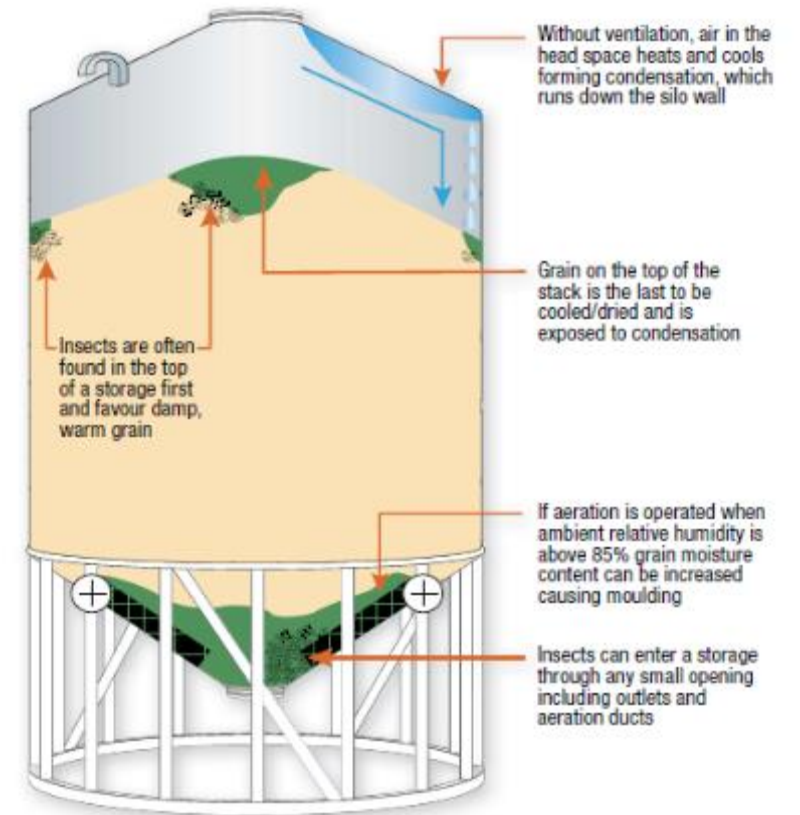 Without ventilation, air in the
head space heats and cools
forming condensation, which
runs down the silo wall
Grain on the top of the
stack is the last to be
cooled/dried and is
exposed to condensation
Insects are often
found in the top
of a storage first
and favour damp,
warm grain
If aeration is operated when
ambient relative humidity is
above 85% grain moisture
content can be increased
causing moulding
Insects can enter a storage
through any small opening
including outlets and
aeration ducts